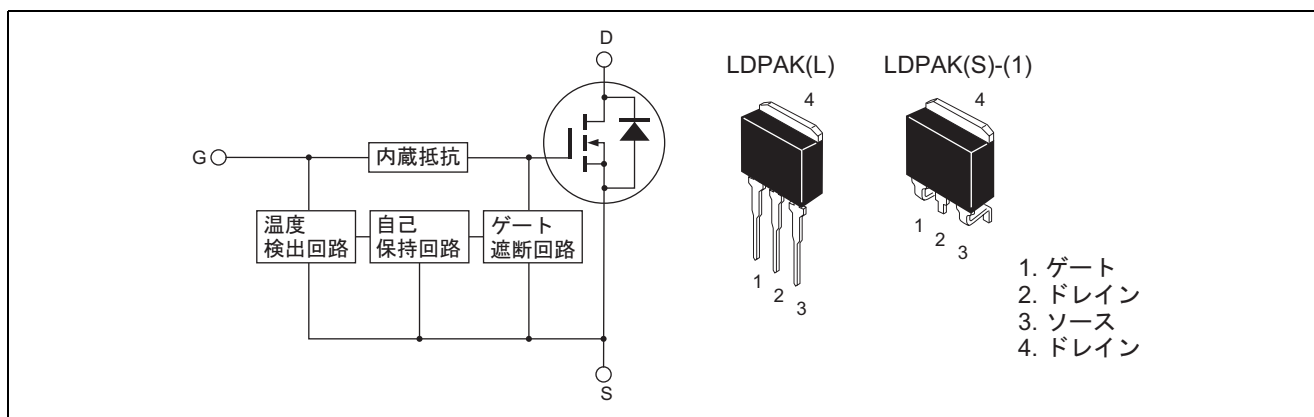 D
G
内蔵抵抗
温度
検出回路
自己
保持回路
ゲート
遮断回路
S
LDPAK(L)
4
1
2
3
LDPAK(S)-(1)
4
1
2
3
1. ゲート
2. ドレイン
3. ソース
4. ドレイン